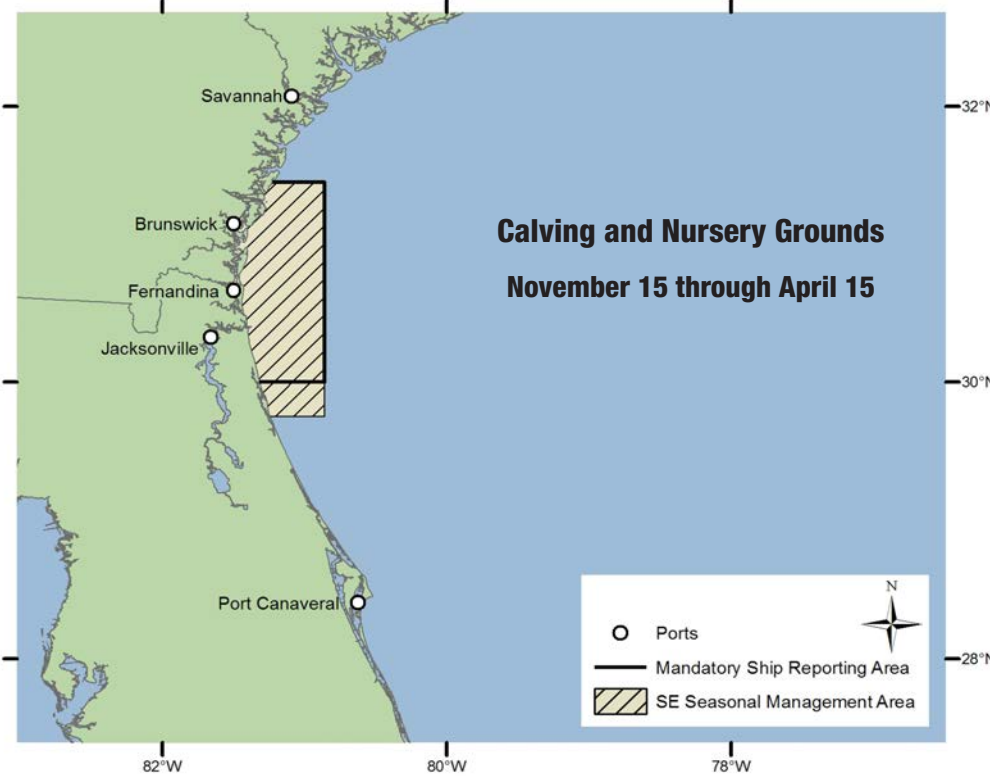 Savannah
32°N
Brunswick
Calving and Nursery Grounds
November 15 through April 15
Fernandina
Jacksonville
30°N
Port Canaveral
N
Ports
Mandatory Ship Reporting Area
SE Seasonal Management Area
28°N
82°W
80°W
78°W